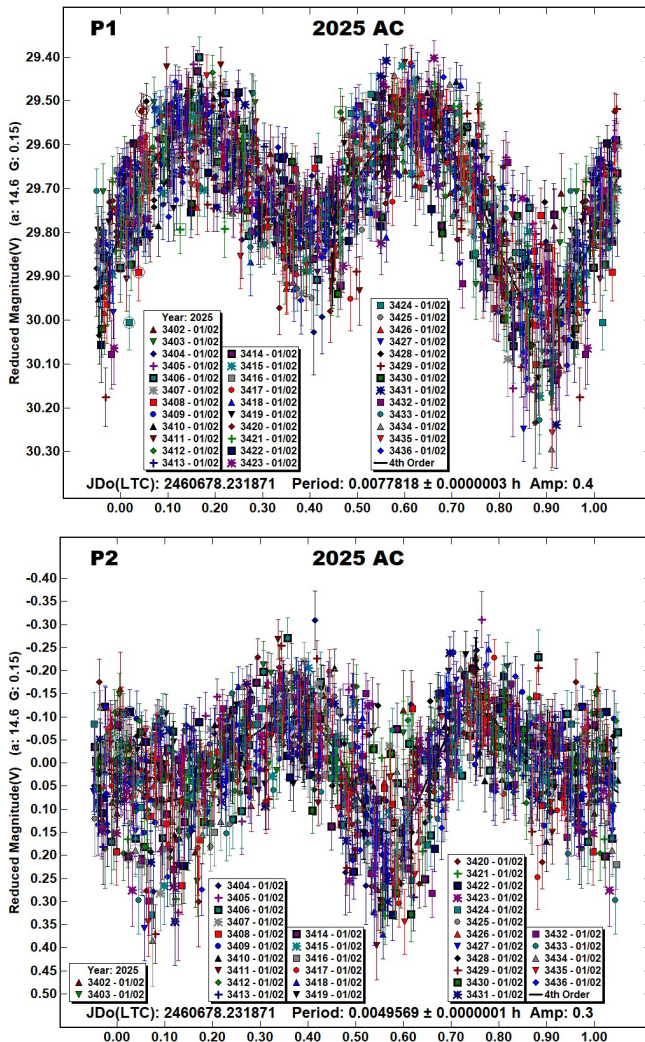 P1 2025 AC
Reduced Magnitude(V) (a: 14.6 G: 0.15)
29.40
29.50
29.60
29.70
29.80
29.90
30.00
30.10
30.20
30.30
Year: 2025
3402 - 01/02
3403 - 01/02
3404 - 01/02
3405 - 01/02
3406 - 01/02
3407 - 01/02
3408 - 01/02
3409 - 01/02
3410 - 01/02
3411 - 01/02
3412 - 01/02
3413 - 01/02
3414 - 01/02
3415 - 01/02
3416 - 01/02
3417 - 01/02
3418 - 01/02
3419 - 01/02
3420 - 01/02
3421 - 01/02
3422 - 01/02
3423 - 01/02
3424 - 01/02
3425 - 01/02
3426 - 01/02
3427 - 01/02
3428 - 01/02
3429 - 01/02
3430 - 01/02
3431 - 01/02
3432 - 01/02
3433 - 01/02
3434 - 01/02
3435 - 01/02
3436 - 01/02
4th Order
JDo(LTC): 2460678.231871 Period: 0.0077818 ± 0.0000003 h Amp: 0.4
0.00 0.10 0.20 0.30 0.40 0.50 0.60 0.70 0.80 0.90 1.00
P2 2025 AC
Reduced Magnitude(V) (a: 14.6 G: 0.15)
-0.40
-0.35
-0.30
-0.25
-0.20
-0.15
-0.10
-0.05
0.00
0.05
0.10
0.15
0.20
0.25
0.30
0.35
0.40
0.45
0.50
Year: 2025
3402 - 01/02
3403 - 01/02
3404 - 01/02
3405 - 01/02
3406 - 01/02
3407 - 01/02
3408 - 01/02
3409 - 01/02
3410 - 01/02
3411 - 01/02
3412 - 01/02
3413 - 01/02
3414 - 01/02
3415 - 01/02
3416 - 01/02
3417 - 01/02
3418 - 01/02
3419 - 01/02
3420 - 01/02
3421 - 01/02
3422 - 01/02
3423 - 01/02
3424 - 01/02
3425 - 01/02
3426 - 01/02
3427 - 01/02
3428 - 01/02
3429 - 01/02
3430 - 01/02
3431 - 01/02
3432 - 01/02
3433 - 01/02
3434 - 01/02
3435 - 01/02
3436 - 01/02
4th Order
JDo(LTC): 2460678.231871 Period: 0.0049569 ± 0.0000001 h Amp: 0.3
0.00 0.10 0.20 0.30 0.40 0.50 0.60 0.70 0.80 0.90 1.00